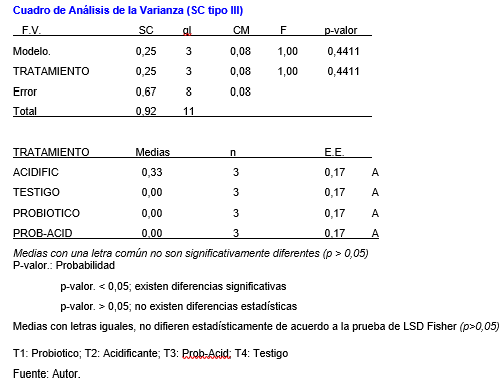 Cuadro de Análisis de la Varianza (SC tipo III)
F.V. SC gl CM F p-valor
Modelo. 0,25 3 0,08 1,00 0,4411
TRATAMIENTO 0,25 3 0,08 1,00 0,4411
Error 0,67 8 0,08
Total 0,92 11
TRATAMIENTO Medias n E.E.
ACIDIFIC 0,33 3 0,17 A
TESTIGO 0,00 3 0,17 A
PROBIOTICO 0,00 3 0,17 A
PROB-ACID 0,00 3 0,17 A
Medias con una letra común no son significativamente diferentes (p > 0,05)
P-valor.: Probabilidad
p-valor. < 0,05; existen diferencias significativas
p-valor. > 0,05; no existen diferencias estadísticas
Medias con letras iguales, no difieren estadísticamente de acuerdo a la prueba de LSD Fisher (p>0,05)
T1: Probiotico; T2: Acidificante; T3: Prob-Acid; T4: Testigo
Fuente: Autor.